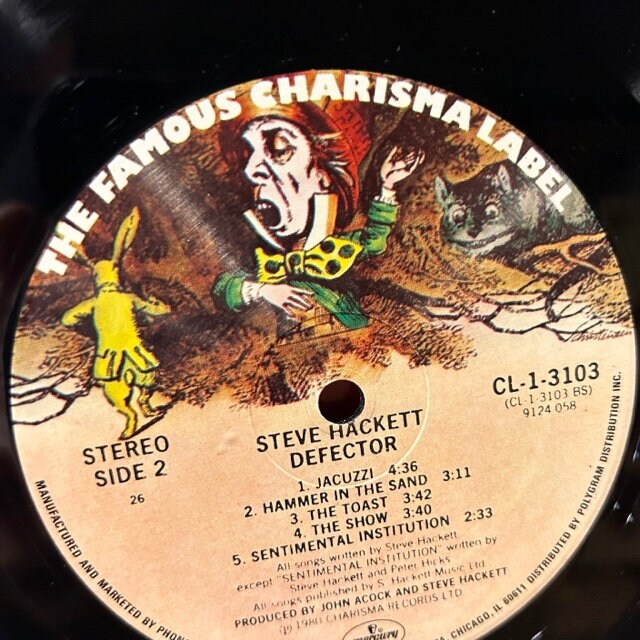 THE FAMOUS CHARISMA LABEL
CL-1-3103
(CL-1-3103 BS)
9124 058
STEREO
SIDE 2
26
STEVE HACKETT
DEFECTOR
1. JACUZZI 4:36
2. HAMMER IN THE SAND 3:11
3. THE TOAST 3:42
4. THE SHOW 3:40
5. SENTIMENTAL INSTITUTION 2:33
All songs written by Steve Hackett
except "SENTIMENTAL INSTITUTION" written by
Steve Hackett and Peter Hicks
All songs published by S. Hackett Music Ltd
PRODUCED BY JOHN ACOCK AND STEVE HACKETT
1980 CHARISMA RECORDS LTD
mercury
MANUFACTURED AND MARKETED BY
CHICAGO, IL 60611 DISTRIBUTED BY POLYGRAM DISTRIBUTION INC.